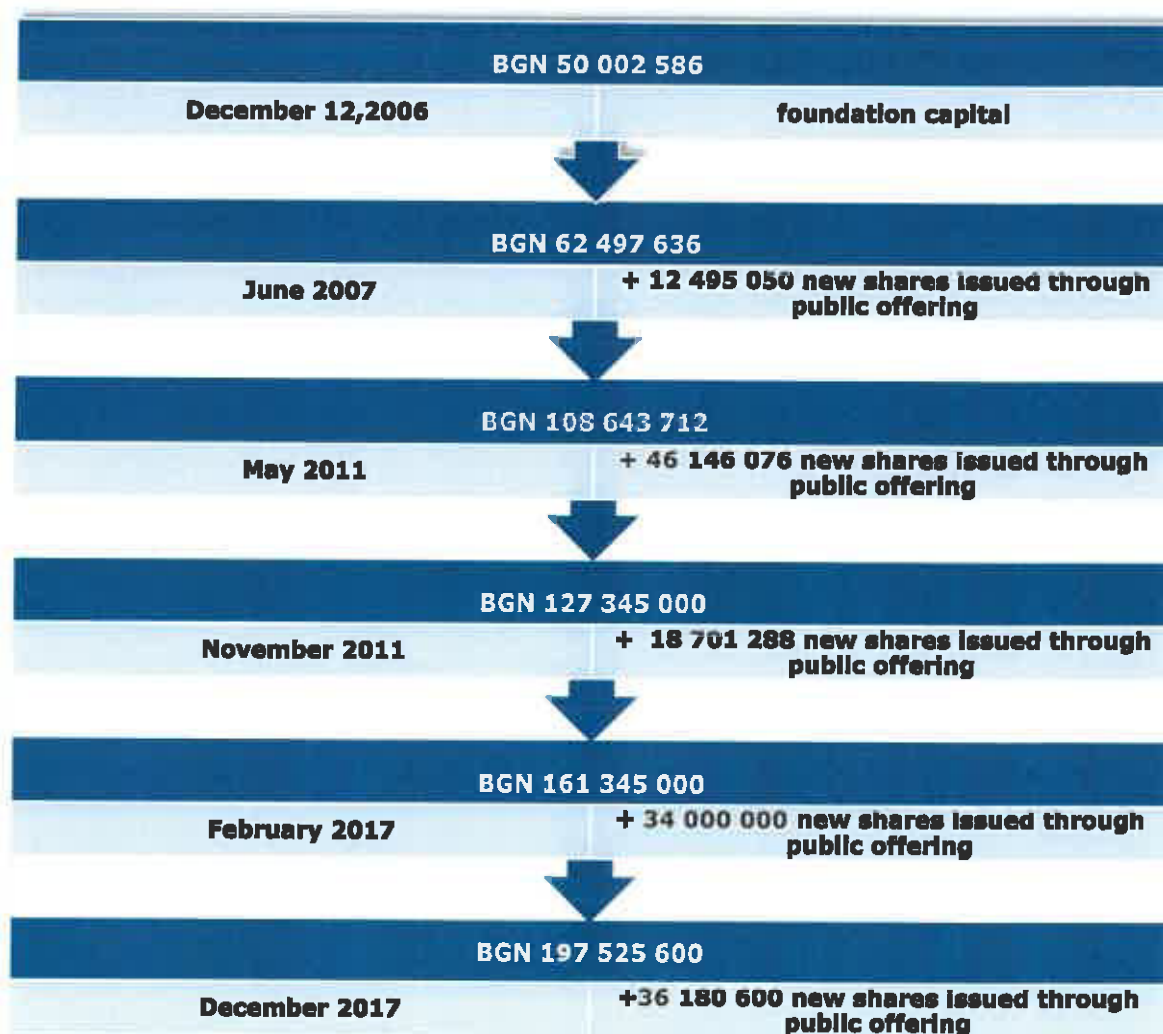 BGN 50 002 586
December 12,2006
foundation capital
BGN 62 497 636
June 2007
+ 12 495 050 new shares issued through
public offering
BGN 108 643 712
May 2011
+ 46 146 076 new shares issued through
public offering
BGN 127 345 000
November 2011
+ 18 701 288 new shares issued through
public offering
BGN 161 345 000
February 2017
+ 34 000 000 new shares issued through
public offering
BGN 197 525 600
December 2017
+36 180 600 new shares issued through
public offering